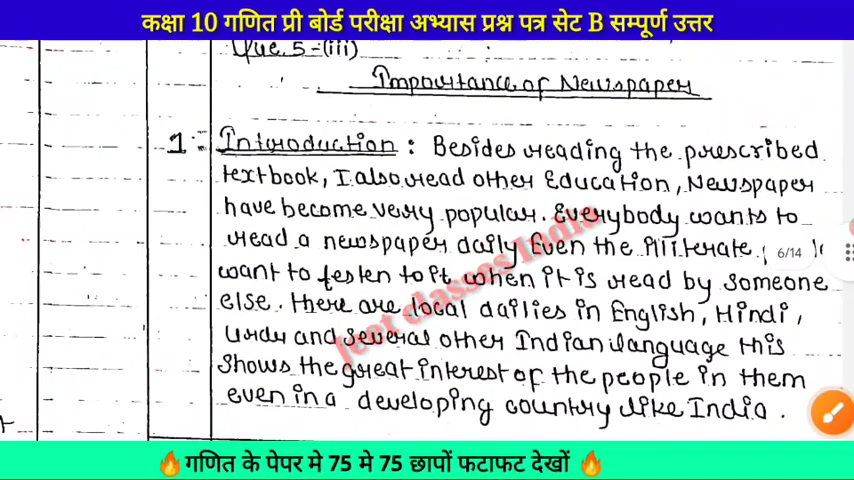 कक्षा 10 गणित प्री बोर्ड परीक्षा अभ्यास प्रश्न पत्र सेट B सम्पूर्ण उत्तर
Que. 5-(iii)
Importance of Newspaper
1- Introduction : Besides reading the prescribed
textbook, I also read other Education, Newspaper
have become very popular. Everybody wants to
read a newspaper daily Even the illiterate
6/14
want to festen to it when it is read by someone
else. There are local dailies in English, Hindi,
Urdu and several other Indian language this
shows the great interest of the people in them
even in a developing country like India.
Jeet classes India
🔥गणित के पेपर मे 75 मे 75 छापों फटाफट देखों 🔥